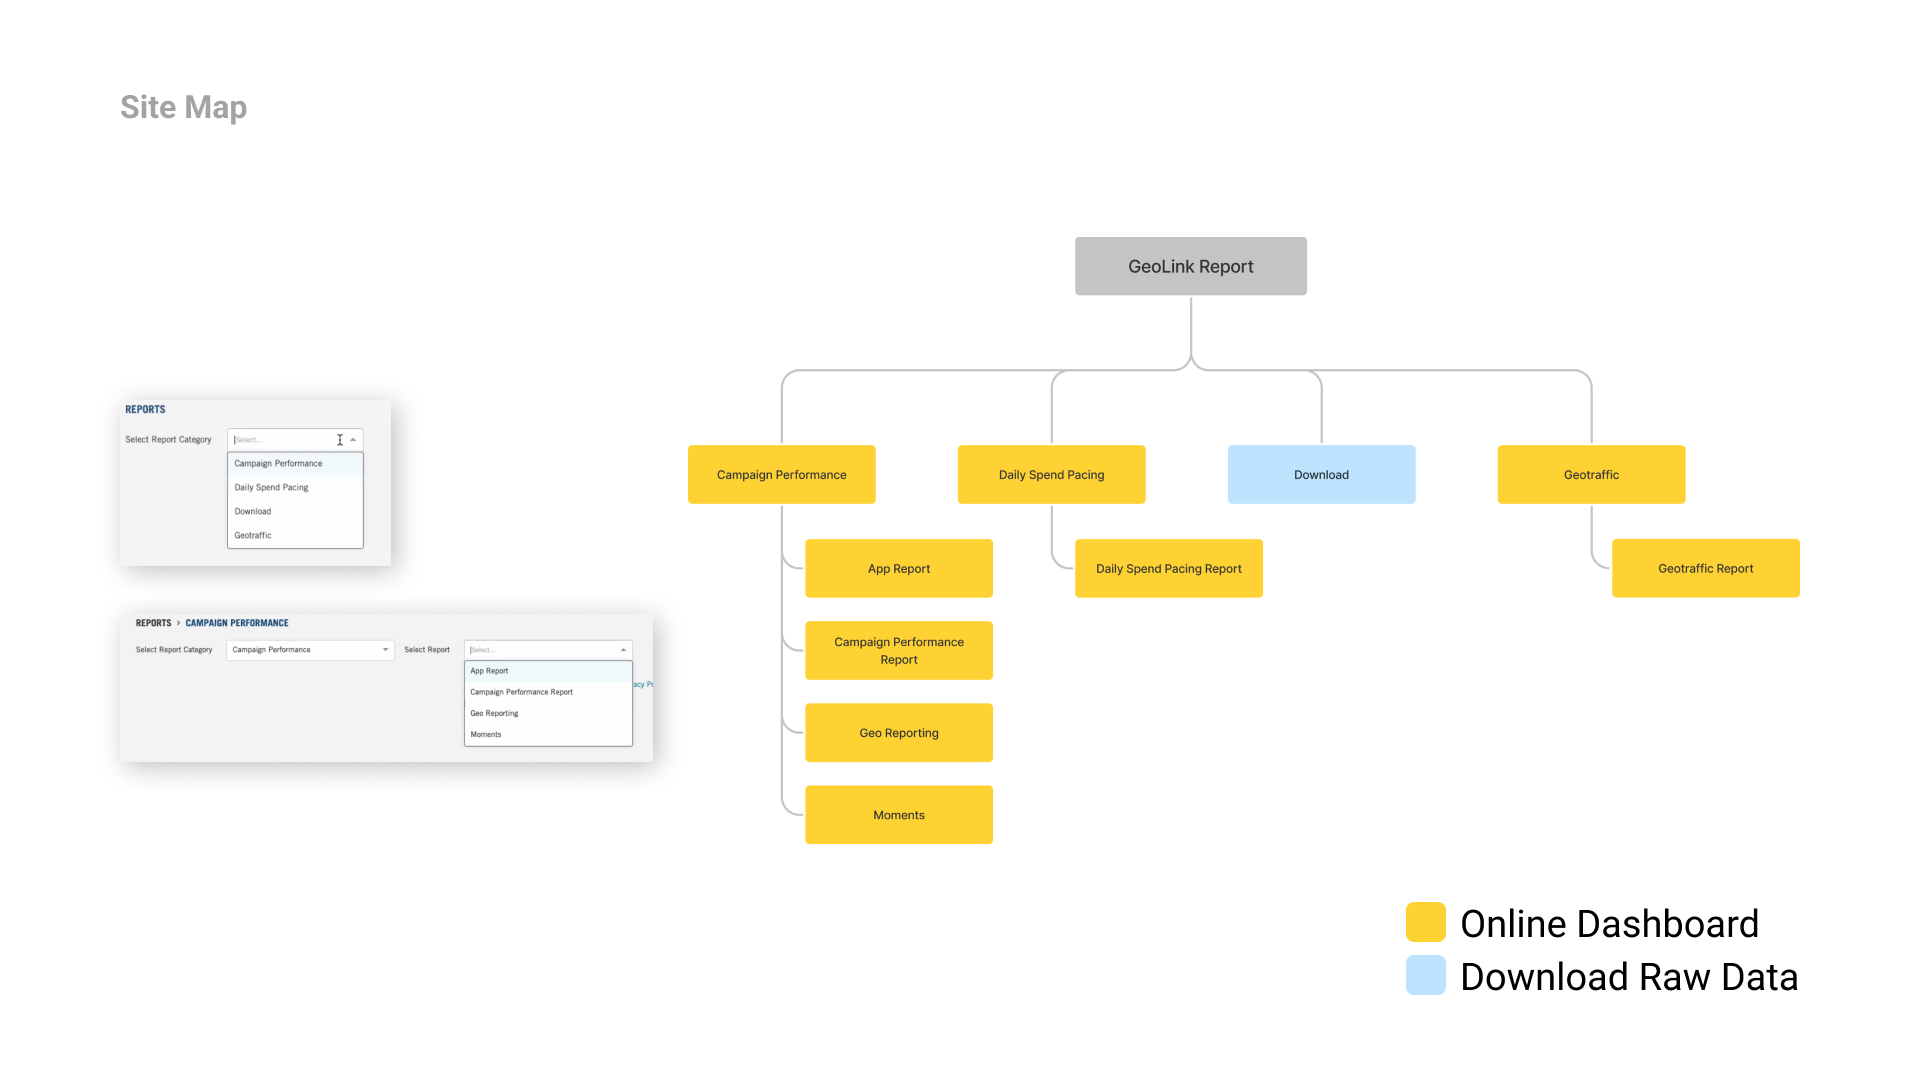 Site Map
GeoLink Report
REPORTS
Select Report Category
Select...
Campaign Performance
Daily Spend Pacing
Download
Geotraffic
REPORTS > CAMPAIGN PERFORMANCE
Select Report Category
Campaign Performance
Select Report
Select...
App Report
Campaign Performance Report
Geo Reporting
Moments
Campaign Performance
Daily Spend Pacing
Download
Geotraffic
App Report
Campaign Performance
Report
Geo Reporting
Moments
Daily Spend Pacing Report
Geotraffic Report
Online Dashboard
Download Raw Data